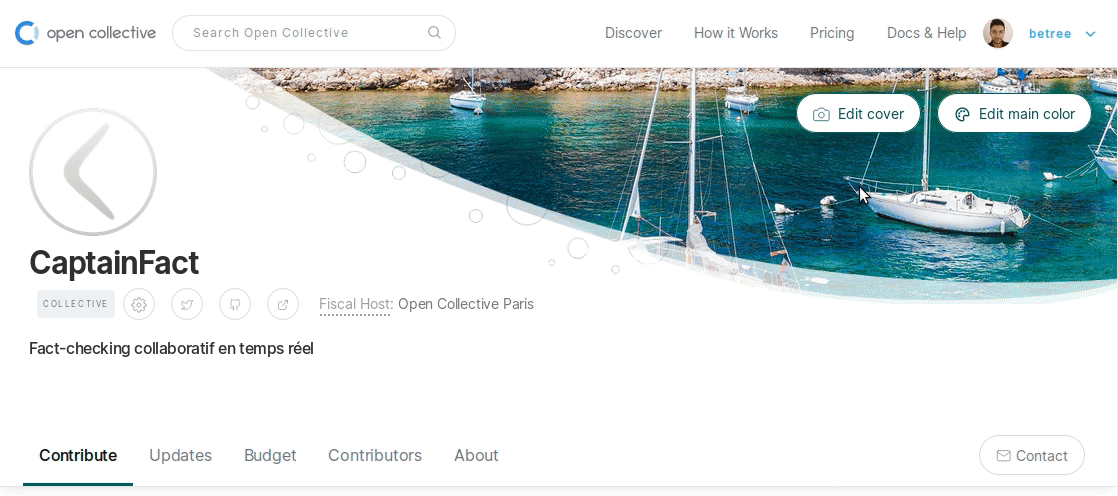 open collective
Search Open Collective
Discover
How it Works
Pricing
Docs & Help
betree
Edit cover
Edit main color
CaptainFact
COLLECTIVE
Fiscal Host: Open Collective Paris
Fact-checking collaboratif en temps réel
Contribute
Updates
Budget
Contributors
About
Contact